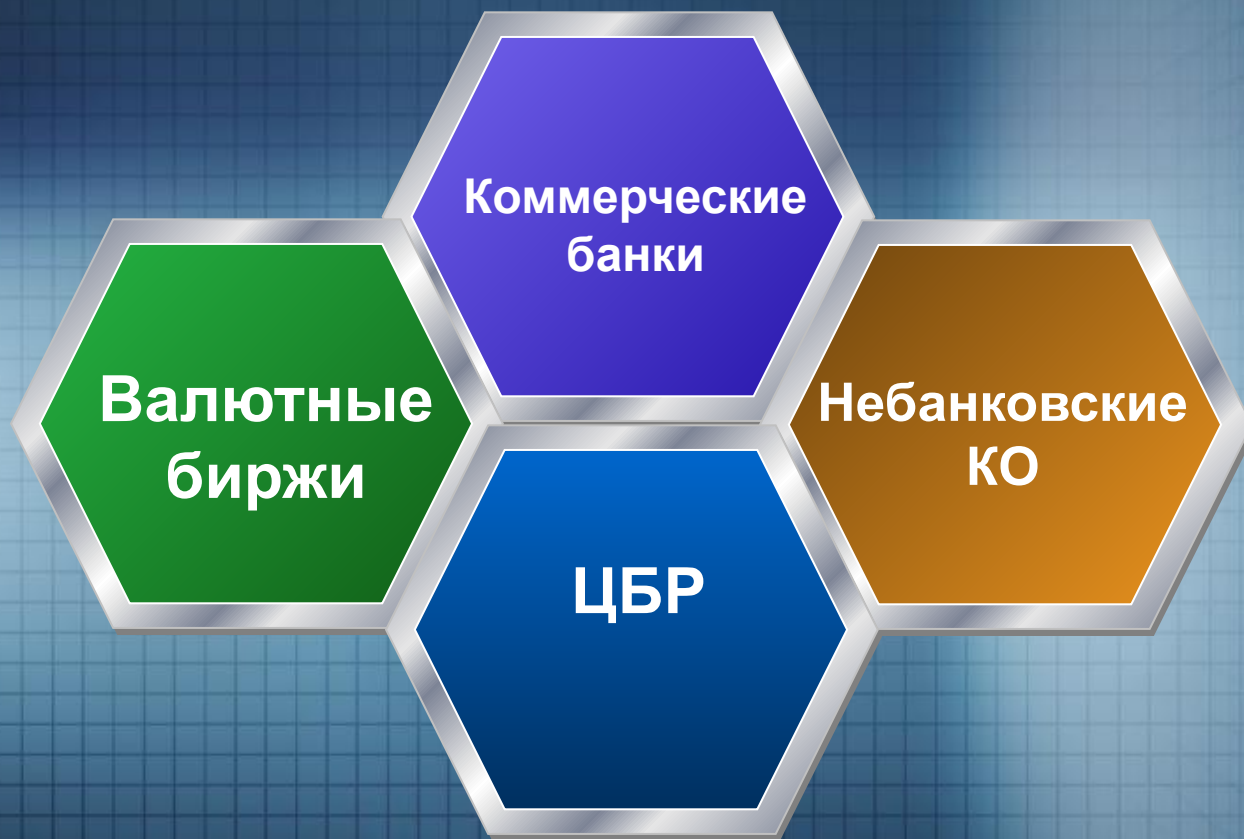 Коммерческие
банки
Валютные
биржи
Небанковские
КО
ЦБР